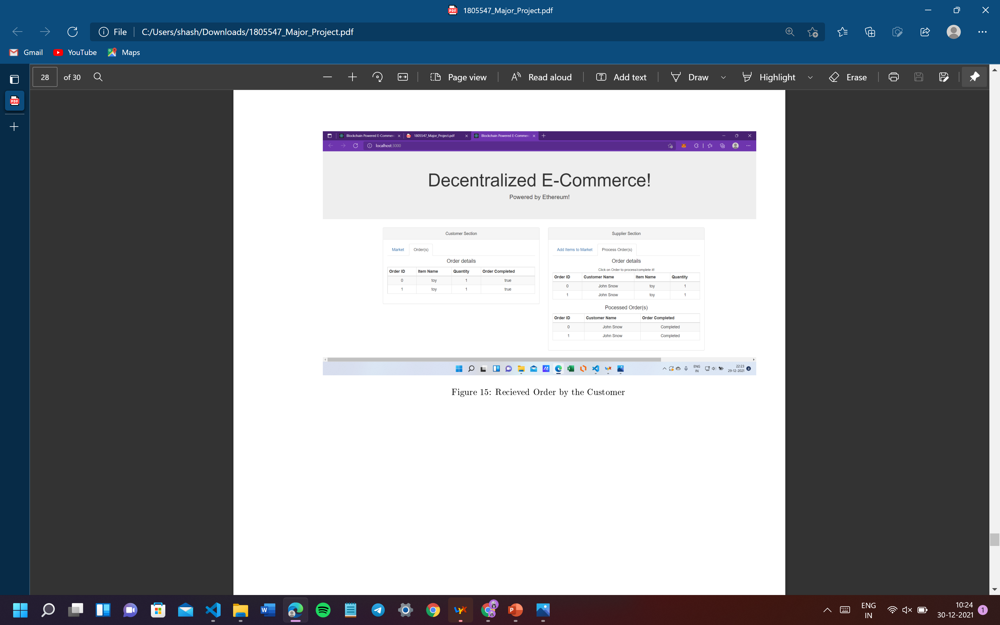 1805547_Major_Project.pdf
File
C:/Users/shash/Downloads/1805547_Major_Project.pdf
Gmail YouTube Maps
28 of 30 Page view Read aloud Add text Draw Highlight Erase
Blockchain Powered E-Commerc 1805547_Major_Project.pdf Blockchain Powered E-Commerc
localhost:3000
Decentralized E-Commerce!
Powered by Ethereum!
Customer Section
Market Order(s)
Order details
Order ID Item Name Quantity Order Completed
0 toy 1 true
1 toy 1 true
Supplier Section
Add Items to Market Process Order(s)
Order details
Click on Order to process/complete it!
Order ID Customer Name Item Name Quantity
0 John Snow toy 1
1 John Snow toy 1
Pocessed Order(s)
Order ID Customer Name Order Completed
0 John Snow Completed
1 John Snow Completed
ENG 22:23
IN 29-12-2021 4
Figure 15: Recieved Order by the Customer
ENG 10:24
IN 30-12-2021 1